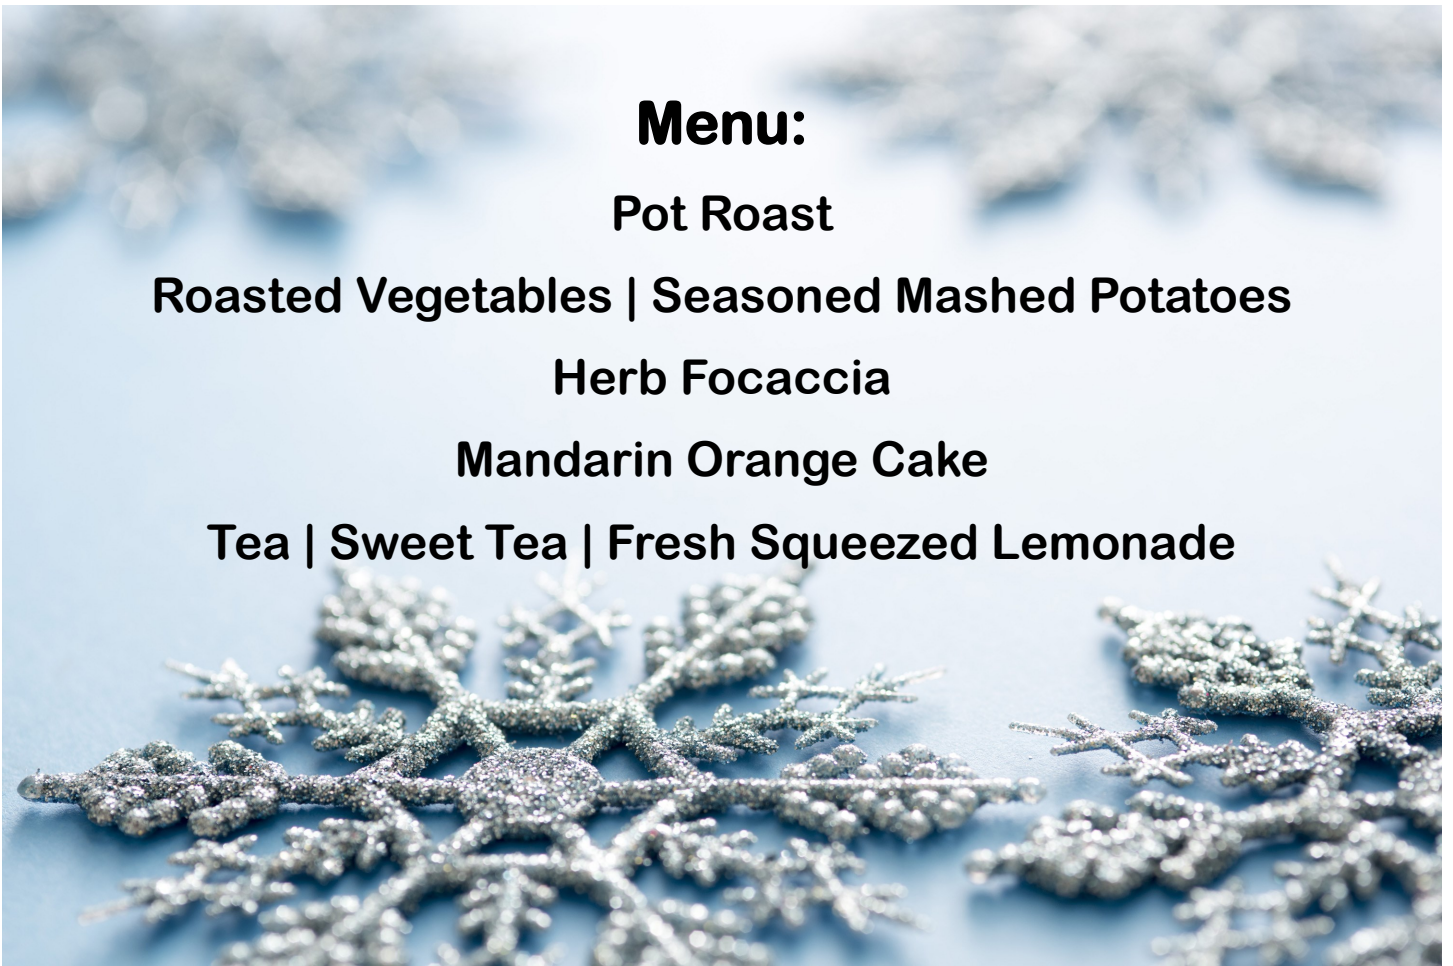 Menu:
Pot Roast
Roasted Vegetables | Seasoned Mashed Potatoes
Herb Focaccia
Mandarin Orange Cake
Tea | Sweet Tea | Fresh Squeezed Lemonade